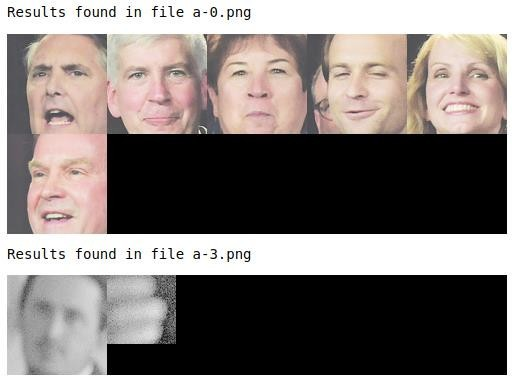 Results found in file a-0.png
Results found in file a-3.png